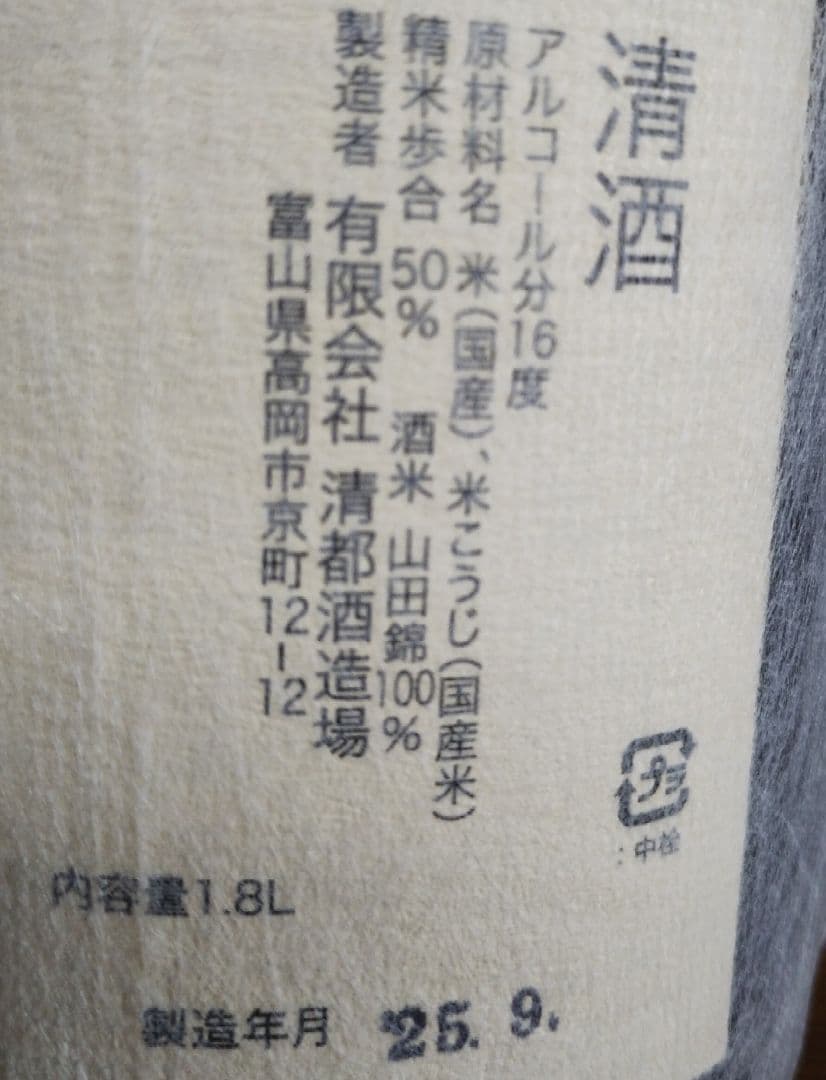 清酒
アルコール分16度
原材料名 米(国産)、米こうじ(国産米)
精米歩合 50% 酒米 山田錦100%
製造者 有限会社 清都酒造場
富山県高岡市京町12-12
プラ
:中栓
内容量1.8L
製造年月 '25.9.